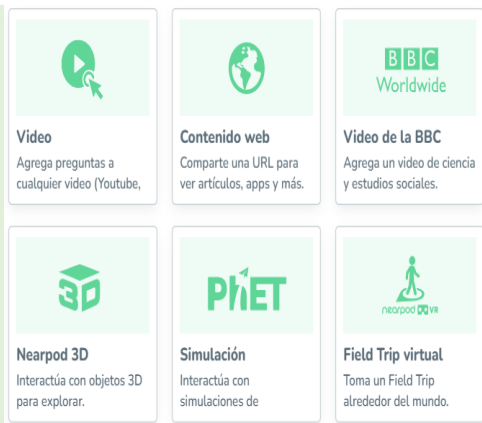 Video
Agrega preguntas a
cualquier video (Youtube,
Contenido web
Comparte una URL para
ver artículos, apps y más.
BBC
Worldwide
Video de la BBC
Agrega un video de ciencia
y estudios sociales.
3D
Nearpod 3D
Interactúa con objetos 3D
para explorar.
PhET
Simulación
Interactúa con
simulaciones de
nearpod VR
Field Trip virtual
Toma un Field Trip
alrededor del mundo.